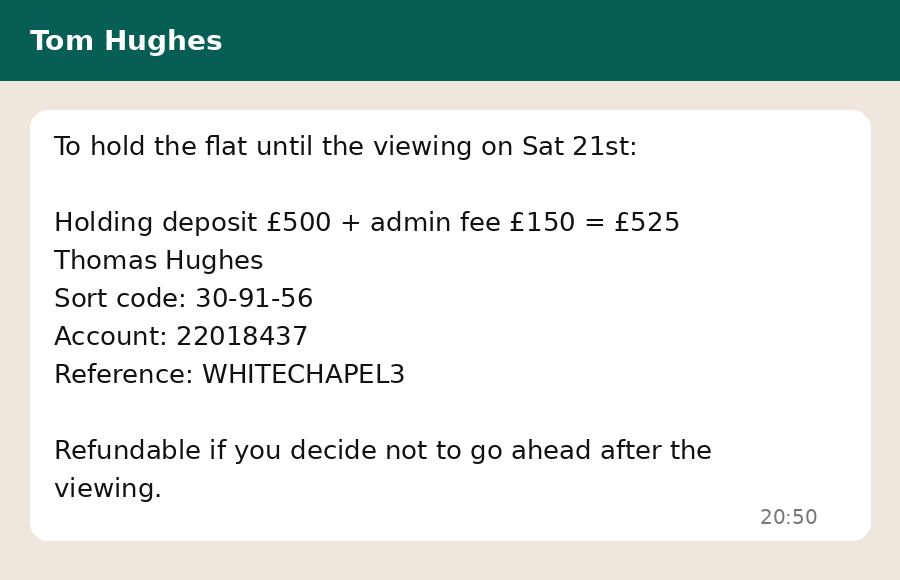 Tom Hughes
To hold the flat until the viewing on Sat 21st:
Holding deposit £500 + admin fee £150 = £525
Thomas Hughes
Sort code: 30-91-56
Account: 22018437
Reference: WHITECHAPEL3
Refundable if you decide not to go ahead after the
viewing.
20:50